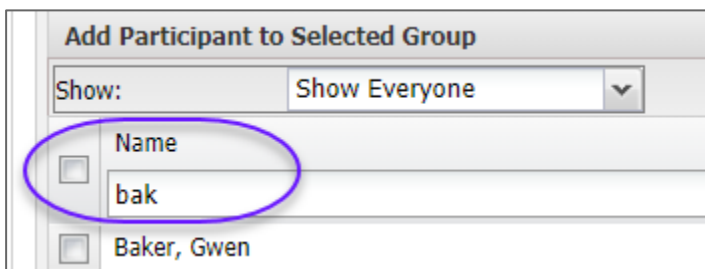 Add Participant to Selected Group
Show: Show Everyone
Name
bak
Baker, Gwen